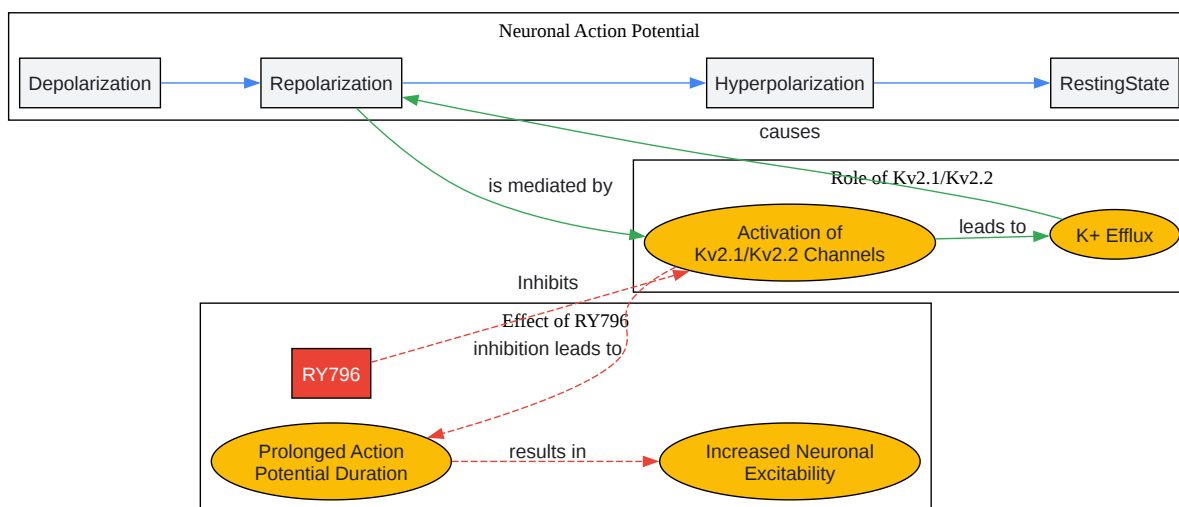 Neuronal Action Potential
Depolarization
Repolarization
Hyperpolarization
RestingState
causes
is mediated by
Role of Kv2.1/Kv2.2
Activation of
Kv2.1/Kv2.2 Channels
leads to
K+ Efflux
Inhibits
Effect of RY796
inhibition leads to
RY796
Prolonged Action
Potential Duration
results in
Increased Neuronal
Excitability